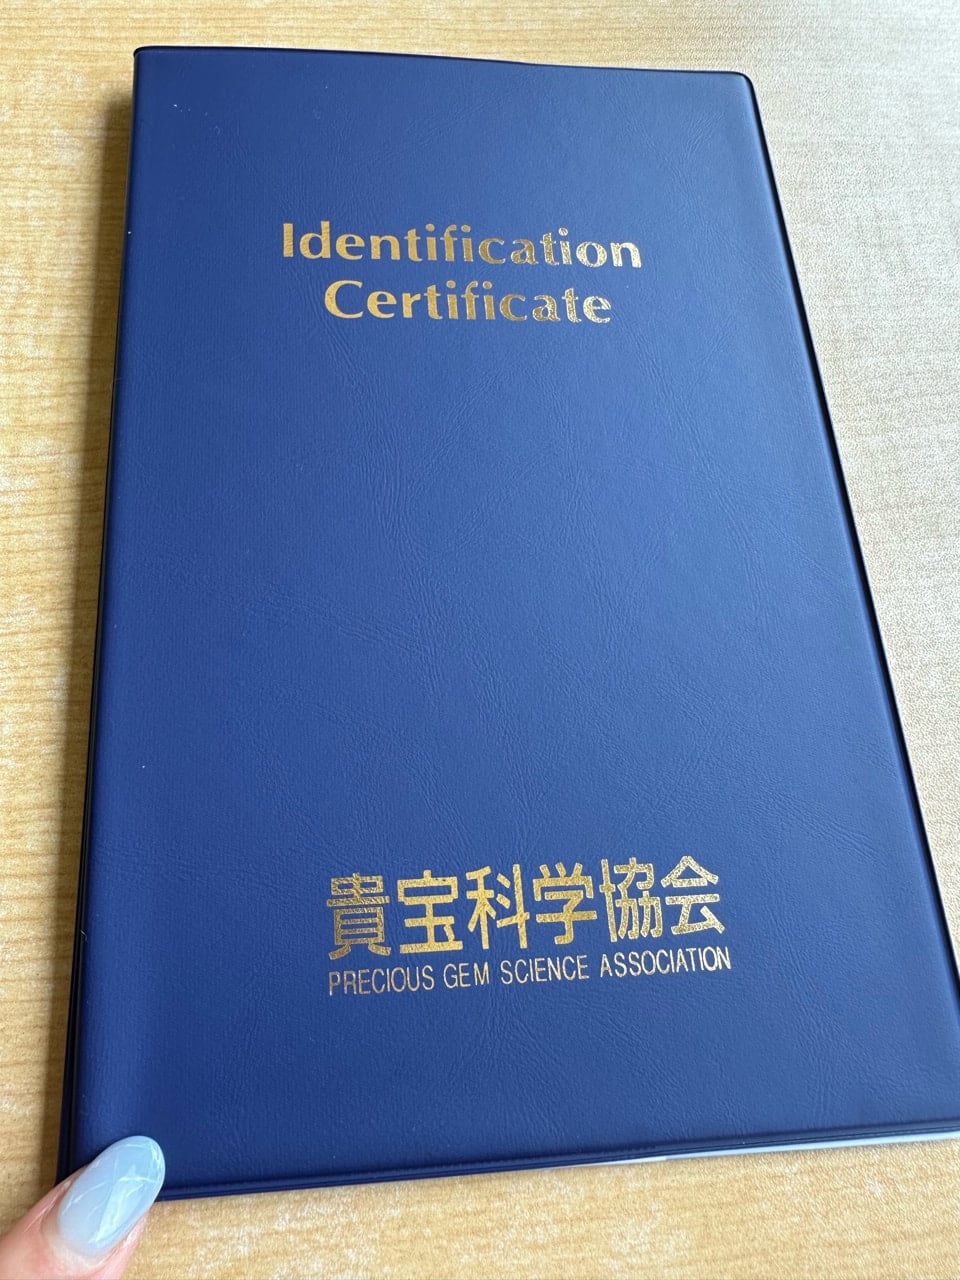 Identification
Certificate
貴宝科学協会
PRECIOUS GEM SCIENCE ASSOCIATION